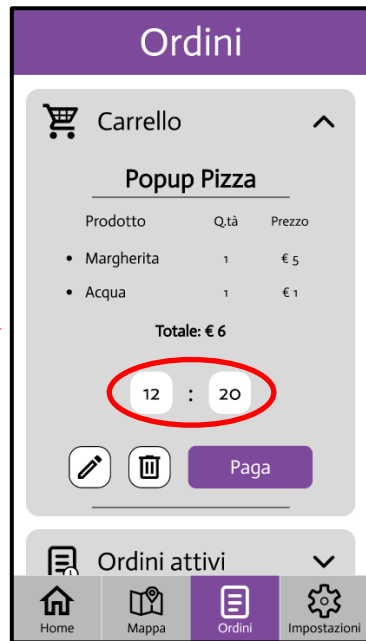 Ordini
Carrello
Popup Pizza
Prodotto Q.tà Prezzo
• Margherita 1 € 5
• Acqua 1 € 1
Totale: € 6
12 : 20
Paga
Ordini attivi
Home Mappa Ordini Impostazioni